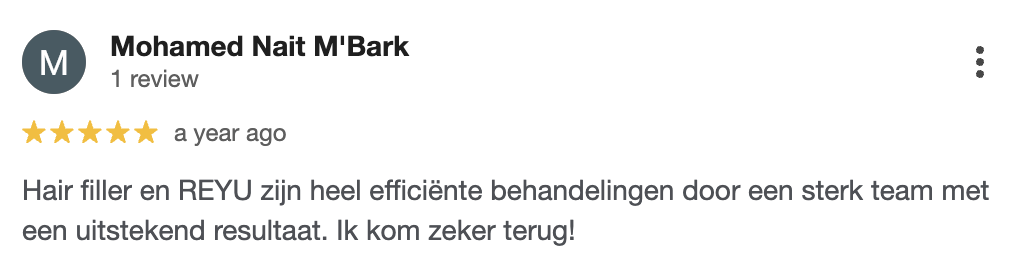 M
Mohamed Nait M'Bark
1 review
a year ago
Hair filler en REYU zijn heel efficiënte behandelingen door een sterk team met
een uitstekend resultaat. Ik kom zeker terug!